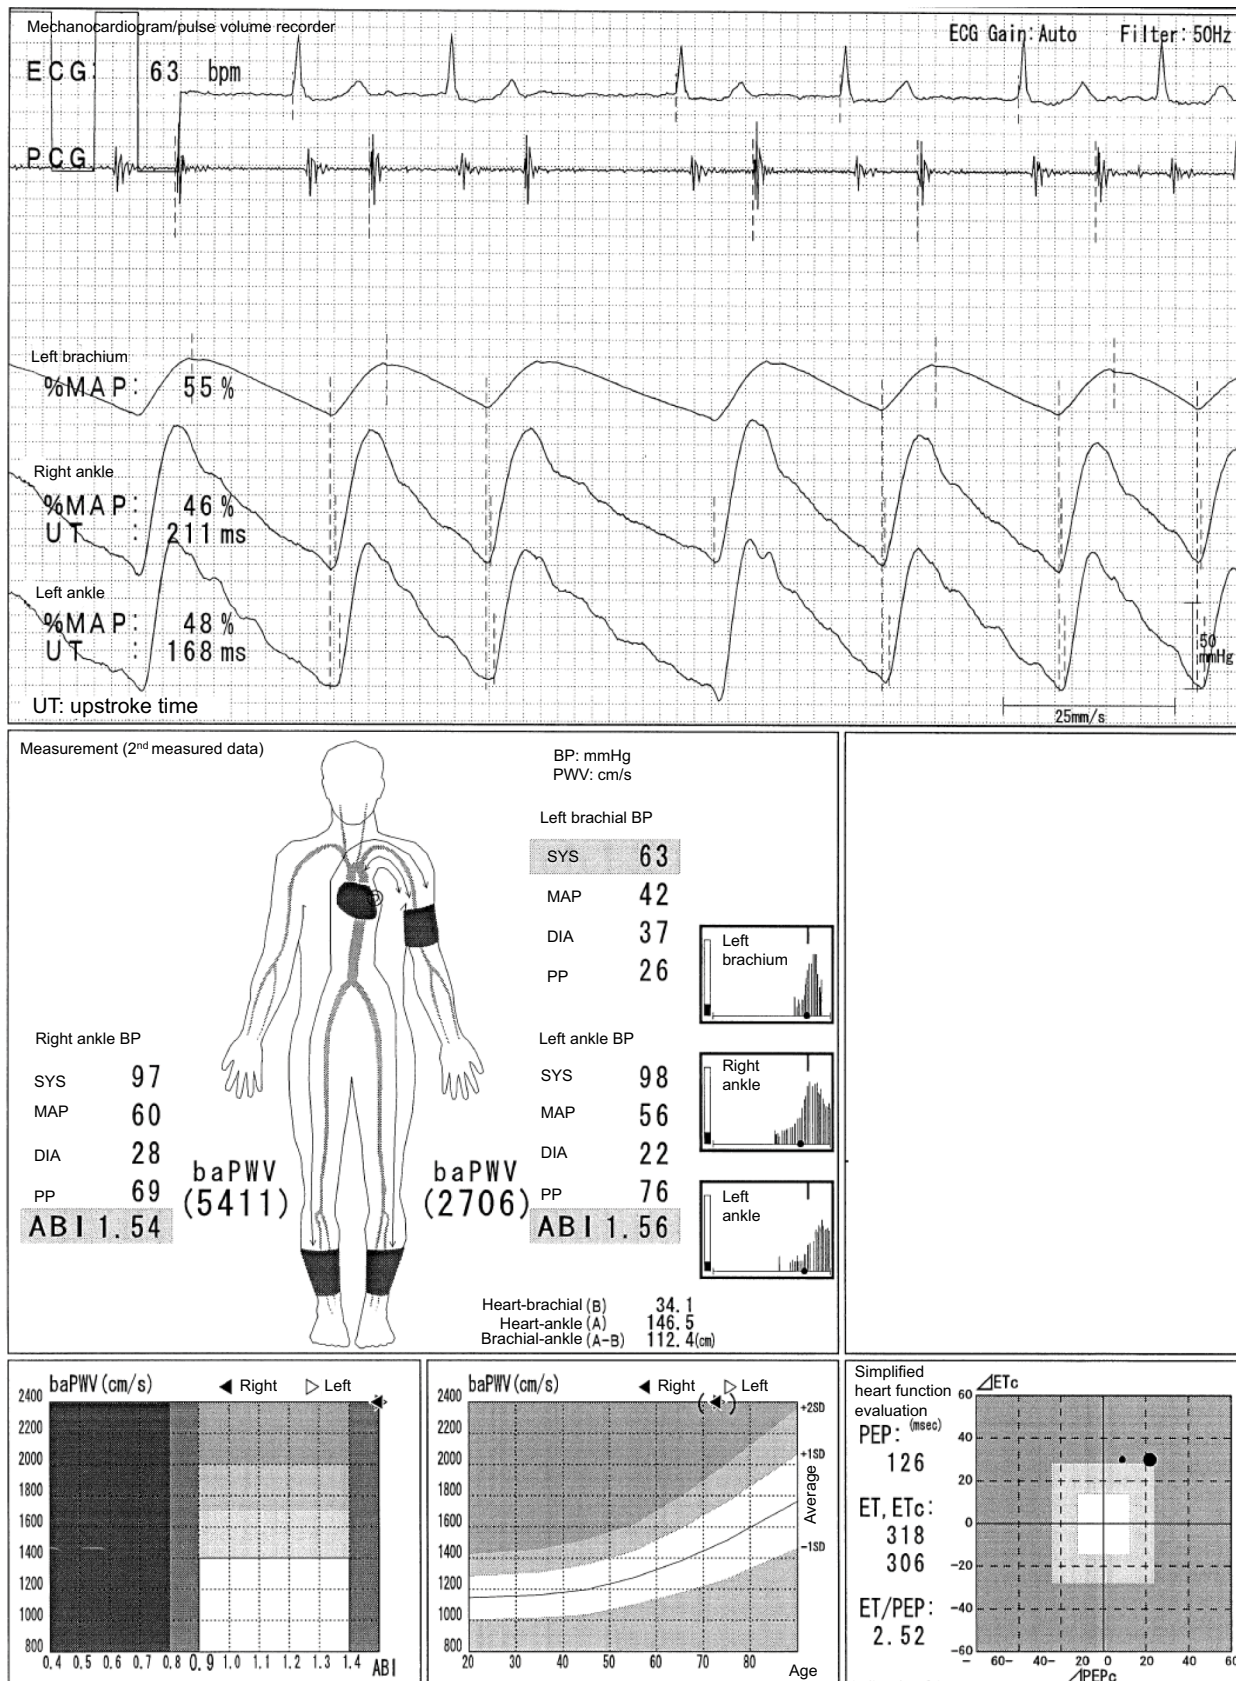 Mechanocardiogram/pulse volume recorder
ECG Gain:Auto Filter:50Hz
ECG: 63 bpm
PCG
Left brachium
%MAP: 55 %
Right ankle
%MAP: 46 %
UT : 211 ms
Left ankle
%MAP: 48 %
UT : 168 ms
50
mmHg
UT: upstroke time
25mm/s
Measurement (2nd measured data)
BP: mmHg
PWV: cm/s
Left brachial BP
SYS 63
MAP 42
DIA 37
PP 26
Left brachium
Right ankle BP
SYS 97
MAP 60
DIA 28
PP 69
ABI 1.54
baPWV
(5411)
baPWV
(2706)
Left ankle BP
SYS 98
MAP 56
DIA 22
PP 76
ABI 1.56
Right ankle
Left ankle
Heart-brachial (B) 34.1
Heart-ankle (A) 146.5
Brachial-ankle (A-B) 112.4(cm)
baPWV(cm/s) Right Left
2400
2200
2000
1800
1600
1400
1200
1000
800
0.4 0.5 0.6 0.7 0.8 0.9 1.0 1.1 1.2 1.3 1.4 ABI
baPWV(cm/s) Right Left
2400
2200
2000
1800
1600
1400
1200
1000
800
+2SD
+1SD
Average
-1SD
20 30 40 50 60 70 80 Age
Simplified
heart function
evaluation
(msec)
PEP:
126
ET, ETc:
318
306
ET/PEP:
2.52
⊿ETc
60
40
20
0
-20
-40
-60
- 60- 40- 20 0 20 40 60
⊿PEPc